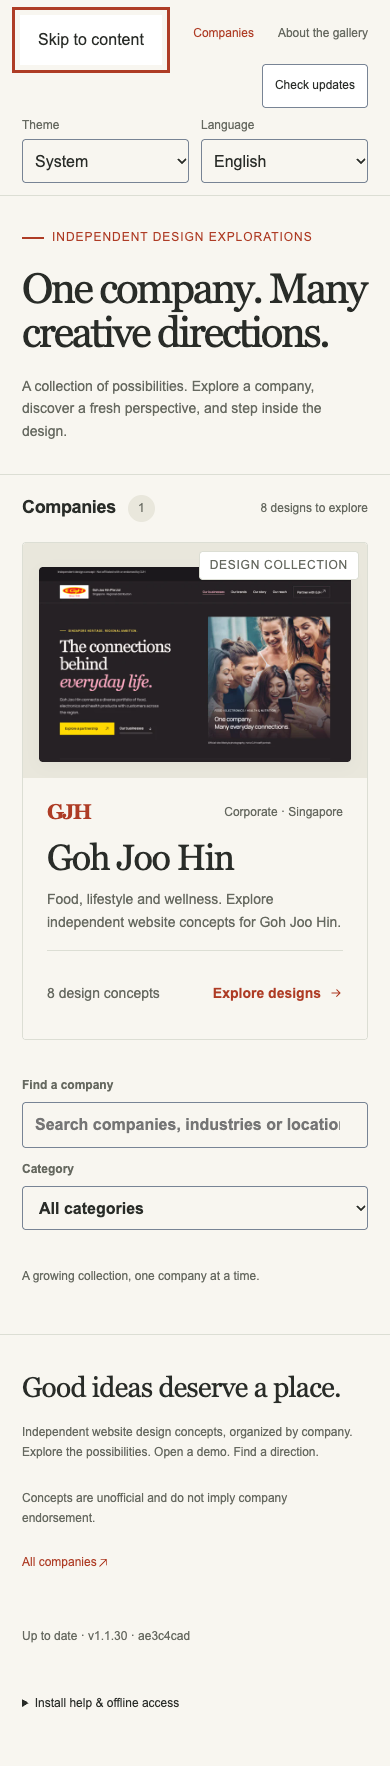 Skip to content
Companies
About the gallery
Check updates
Theme
Language
System
English
INDEPENDENT DESIGN EXPLORATIONS
One company. Many
creative directions.
A collection of possibilities. Explore a company,
discover a fresh perspective, and step inside the
design.
Companies 1
8 designs to explore
DESIGN COLLECTION
The connections
behind
everyday life.
One company.
Many everyday connections.
GJH
Corporate · Singapore
Goh Joo Hin
Food, lifestyle and wellness. Explore
independent website concepts for Goh Joo Hin.
8 design concepts
Explore designs →
Find a company
Search companies, industries or locatio
Category
All categories
A growing collection, one company at a time.
Good ideas deserve a place.
Independent website design concepts, organized by company.
Explore the possibilities. Open a demo. Find a direction.
Concepts are unofficial and do not imply company
endorsement.
All companies ↗
Up to date · v1.1.30 · ae3c4cad
▶ Install help & offline access